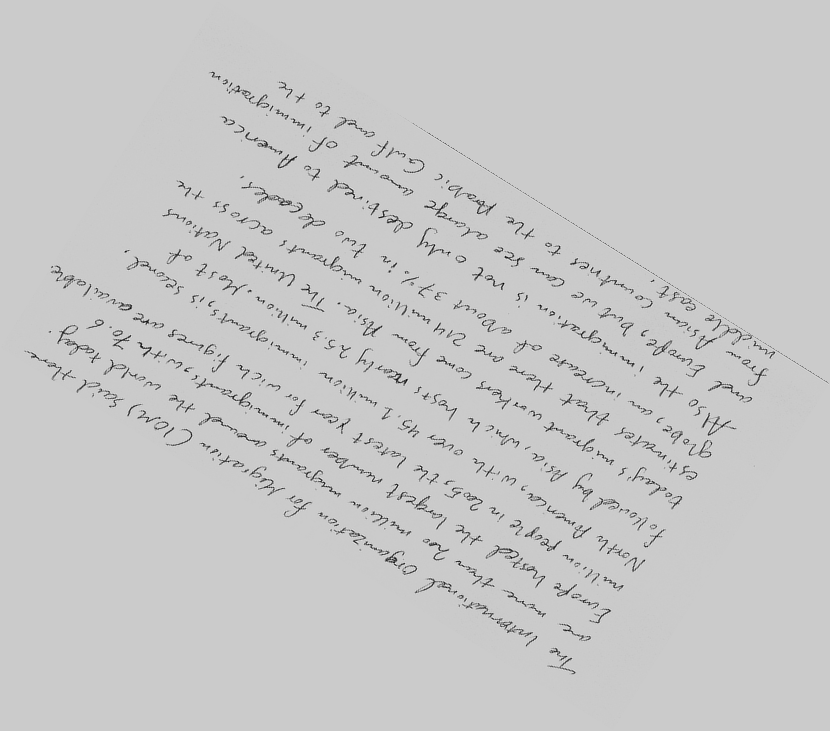 The International Organization for Migration (IOM) said there
are more than 200 million migrants around the world today.
Europe hosted the largest number of immigrants, with 70.6
million people in 2005, the latest year for wich figures are available
North America, with over 45.1 million immigrants, is second,
followed by Asia, which hosts nearly 25.3 million. Most of
today's migrant workers come from Asia. The United Nations
estimates that there are 214 million migrants across the
globe, an increase of about 37% in two decades.
Also the immigration is not only destined to America
and Europe, but we can see alarge amount of immigration
from Asian Countries to the Arabic Gulf and to the
middle east.